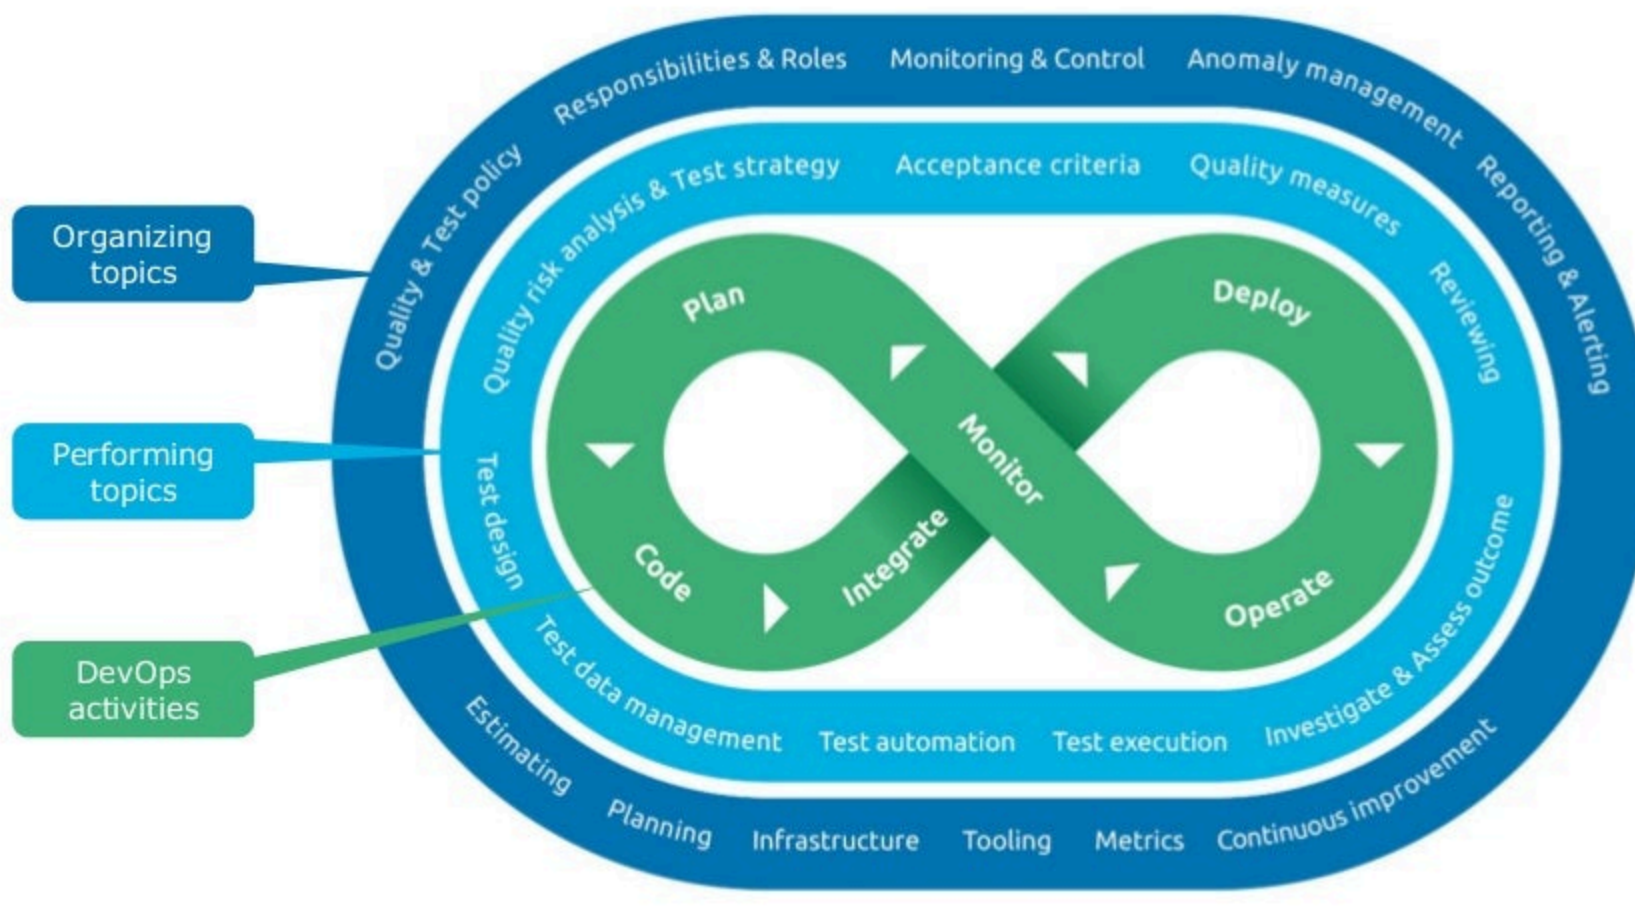 Organizing
topics
Performing
topics
DevOps
activities
Quality & Test policy
Responsibilities & Roles
Monitoring & Control
Anomaly management
Reporting & Alerting
Quality risk analysis & Test strategy
Acceptance criteria
Quality measures
Reviewing
Plan
Deploy
Monitor
Code
Integrate
Operate
Test design
Test data management
Test automation
Test execution
Investigate & Assess outcome
Estimating
Planning
Infrastructure
Tooling
Metrics
Continuous improvement